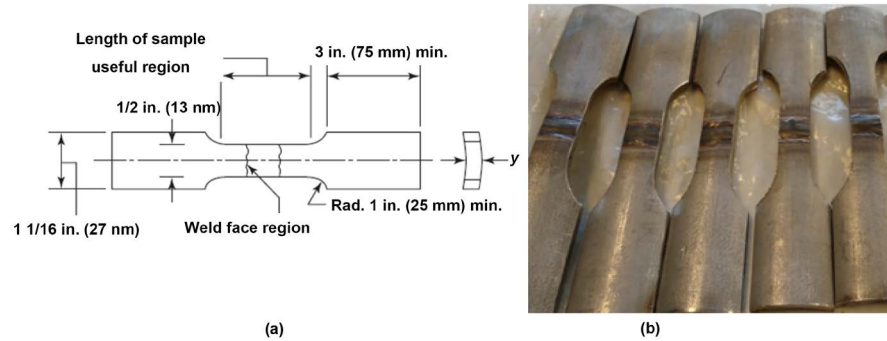 Length of sample
useful region
3 in. (75 mm) min.
1/2 in. (13 nm)
y
Rad. 1 in. (25 mm) min.
1 1/16 in. (27 nm)
Weld face region
(a)
(b)